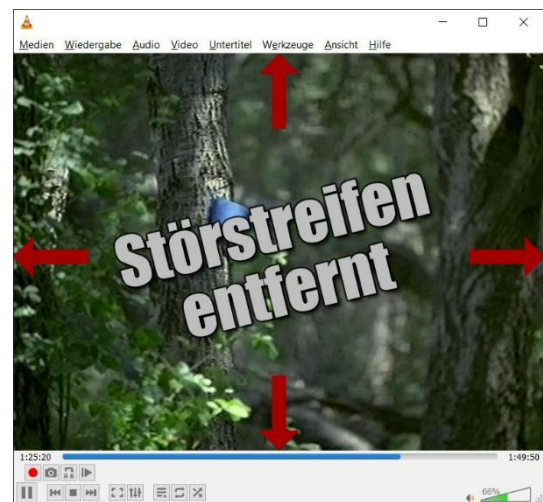 Medien Wiedergabe Audio Video Untertitel Werkzeuge Ansicht Hilfe
Störstreifen
entfernt
1:25:20 1:49:50
66%